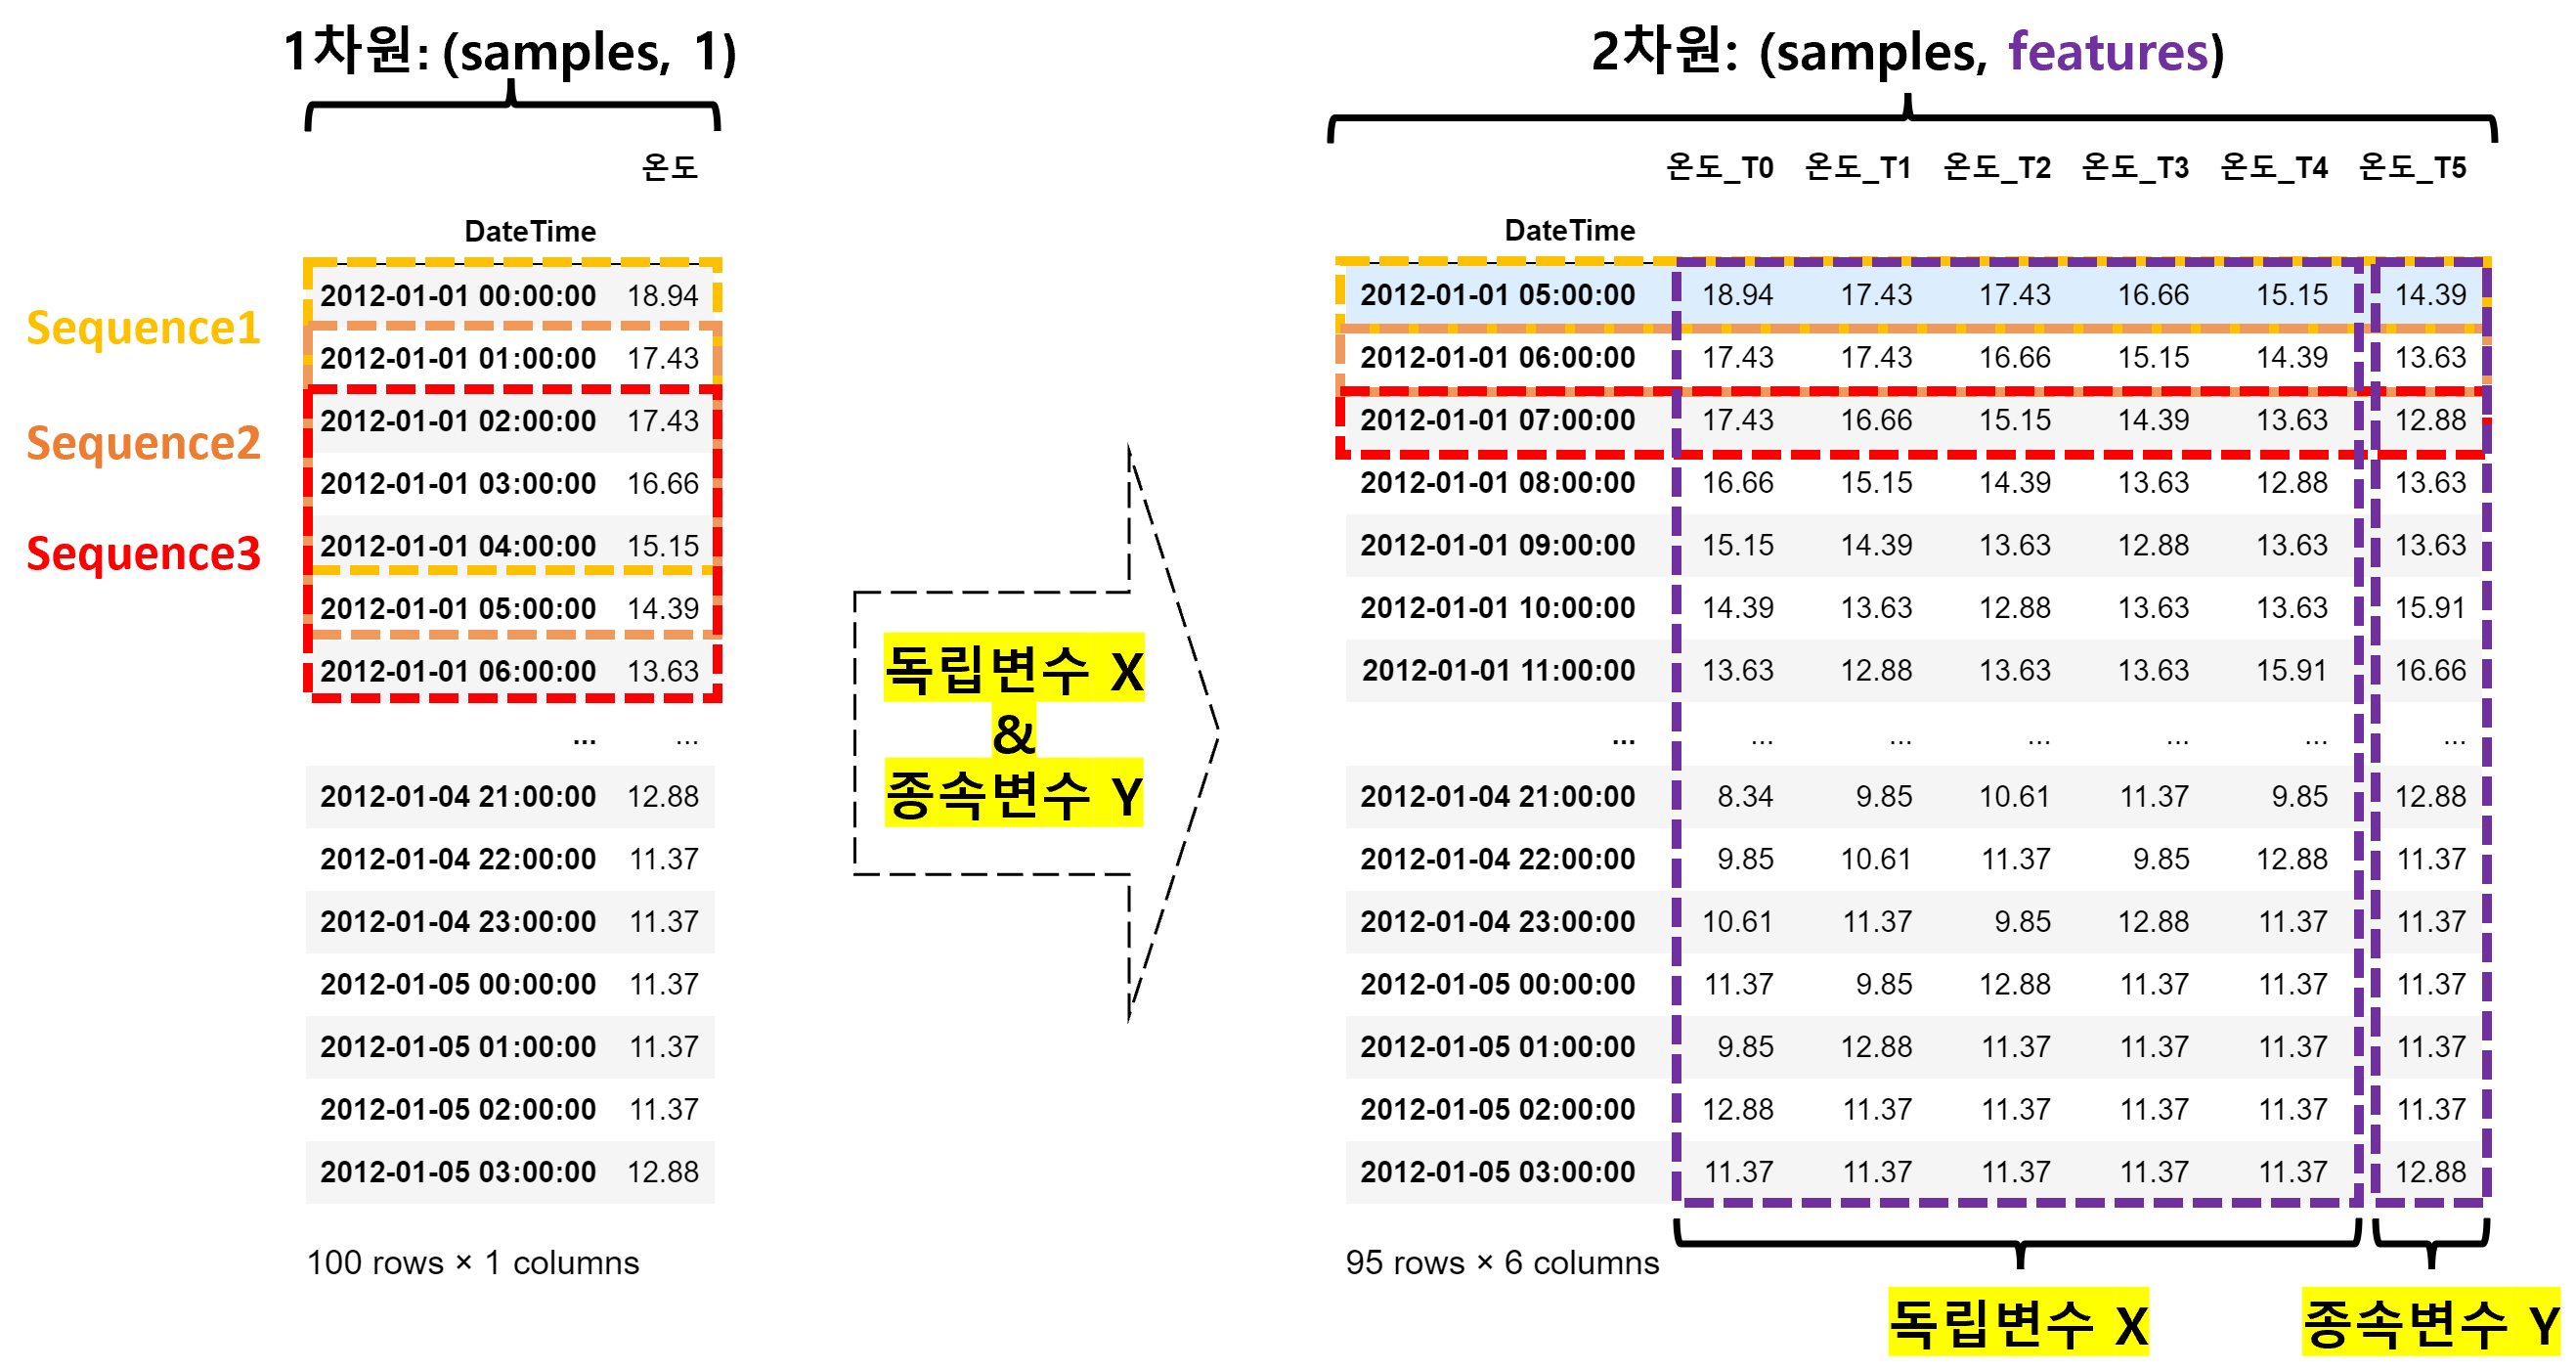 1차원: (samples, 1)
온도
DateTime
2012-01-01 00:00:00 18.94
2012-01-01 01:00:00 17.43
2012-01-01 02:00:00 17.43
2012-01-01 03:00:00 16.66
2012-01-01 04:00:00 15.15
2012-01-01 05:00:00 14.39
2012-01-01 06:00:00 13.63
... ...
2012-01-04 21:00:00 12.88
2012-01-04 22:00:00 11.37
2012-01-04 23:00:00 11.37
2012-01-05 00:00:00 11.37
2012-01-05 01:00:00 11.37
2012-01-05 02:00:00 11.37
2012-01-05 03:00:00 12.88
100 rows × 1 columns
Sequence1
Sequence2
Sequence3
독립변수 X
&
종속변수 Y
2차원: (samples, features)
온도_T0 온도_T1 온도_T2 온도_T3 온도_T4 온도_T5
DateTime
2012-01-01 05:00:00 18.94 17.43 17.43 16.66 15.15 14.39
2012-01-01 06:00:00 17.43 17.43 16.66 15.15 14.39 13.63
2012-01-01 07:00:00 17.43 16.66 15.15 14.39 13.63 12.88
2012-01-01 08:00:00 16.66 15.15 14.39 13.63 12.88 13.63
2012-01-01 09:00:00 15.15 14.39 13.63 12.88 13.63 13.63
2012-01-01 10:00:00 14.39 13.63 12.88 13.63 13.63 15.91
2012-01-01 11:00:00 13.63 12.88 13.63 13.63 15.91 16.66
... ... ... ... ... ... ...
2012-01-04 21:00:00 8.34 9.85 10.61 11.37 9.85 12.88
2012-01-04 22:00:00 9.85 10.61 11.37 9.85 12.88 11.37
2012-01-04 23:00:00 10.61 11.37 9.85 12.88 11.37 11.37
2012-01-05 00:00:00 11.37 9.85 12.88 11.37 11.37 11.37
2012-01-05 01:00:00 9.85 12.88 11.37 11.37 11.37 11.37
2012-01-05 02:00:00 12.88 11.37 11.37 11.37 11.37 11.37
2012-01-05 03:00:00 11.37 11.37 11.37 11.37 11.37 12.88
95 rows × 6 columns
독립변수 X
종속변수 Y